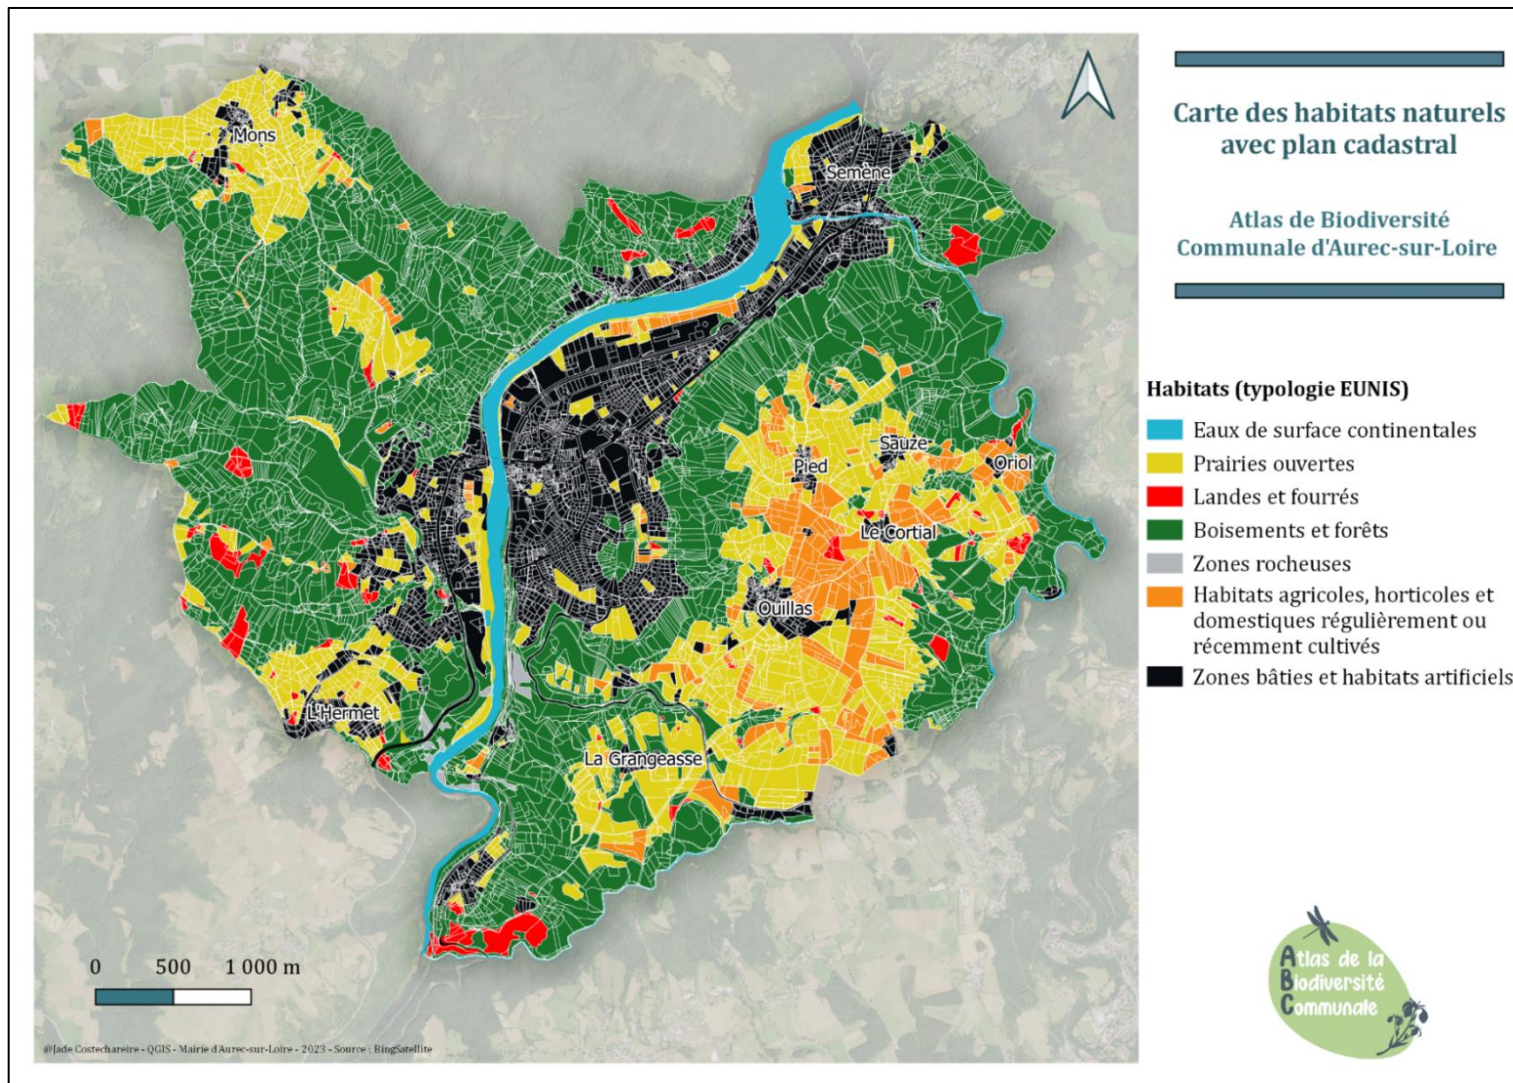 Carte des habitats naturels
avec plan cadastral
Atlas de Biodiversité
Communale d'Aurec-sur-Loire
Habitats (typologie EUNIS)
Eaux de surface continentales
Prairies ouvertes
Landes et fourrés
Boisements et forêts
Zones rocheuses
Habitats agricoles, horticoles et
domestiques régulièrement ou
récemment cultivés
Zones bâties et habitats artificiels
Mons
Semène
Sauze
Pied
Oriol
Le Cortial
Ouillas
L'Hermet
La Grangeasse
0 500 1 000 m
@Jade Costechareire - QGIS - Mairie d'Aurec-sur-Loire - 2023 - Source : BingSatellite
Atlas de la
Biodiversité
Communale